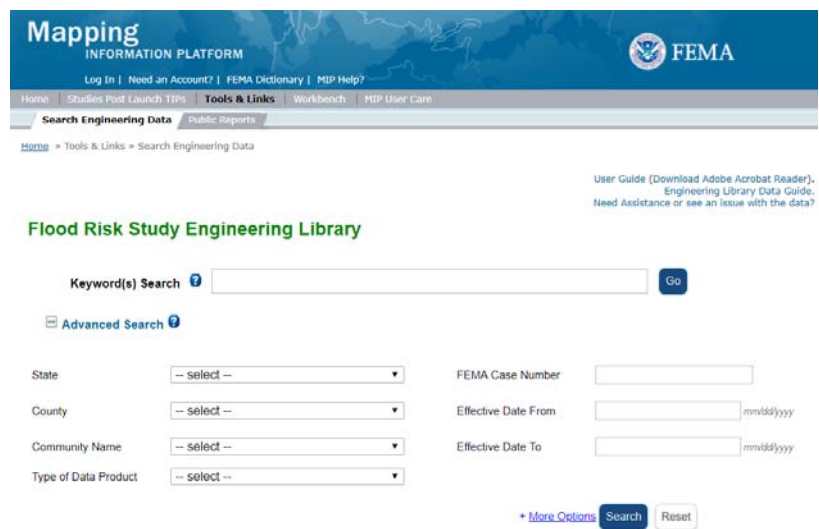 Mapping
INFORMATION PLATFORM
FEMA
Log In | Need an Account? | FEMA Dictionary | MIP Help?
Home | Studies Post Launch TIPs | Tools & Links | Workbench | MIP User Care
Search Engineering Data Public Reports
Home » Tools & Links » Search Engineering Data
User Guide (Download Adobe Acrobat Reader).
Engineering Library Data Guide.
Need Assistance or see an issue with the data?
Flood Risk Study Engineering Library
Keyword(s) Search ? Go
Advanced Search ?
State -- select -- FEMA Case Number
County -- select -- Effective Date From mm/dd/yyyy
Community Name -- select -- Effective Date To mm/dd/yyyy
Type of Data Product -- select --
+ More Options Search Reset